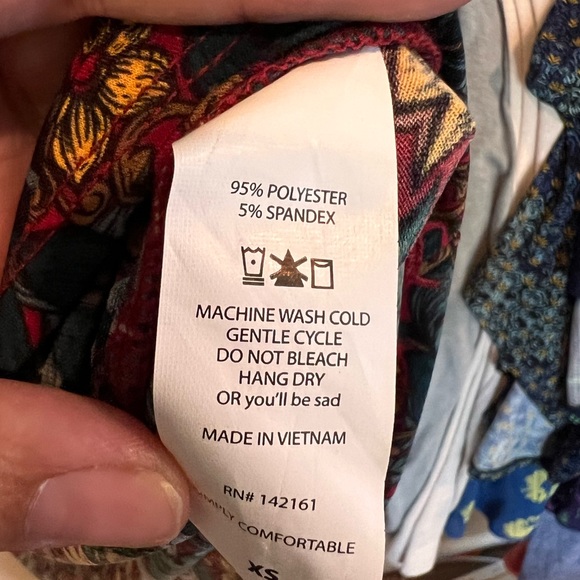 95% POLYESTER
5% SPANDEX
MACHINE WASH COLD
GENTLE CYCLE
DO NOT BLEACH
HANG DRY
OR you'll be sad
MADE IN VIETNAM
RN# 142161
COMFORTABLE
XS